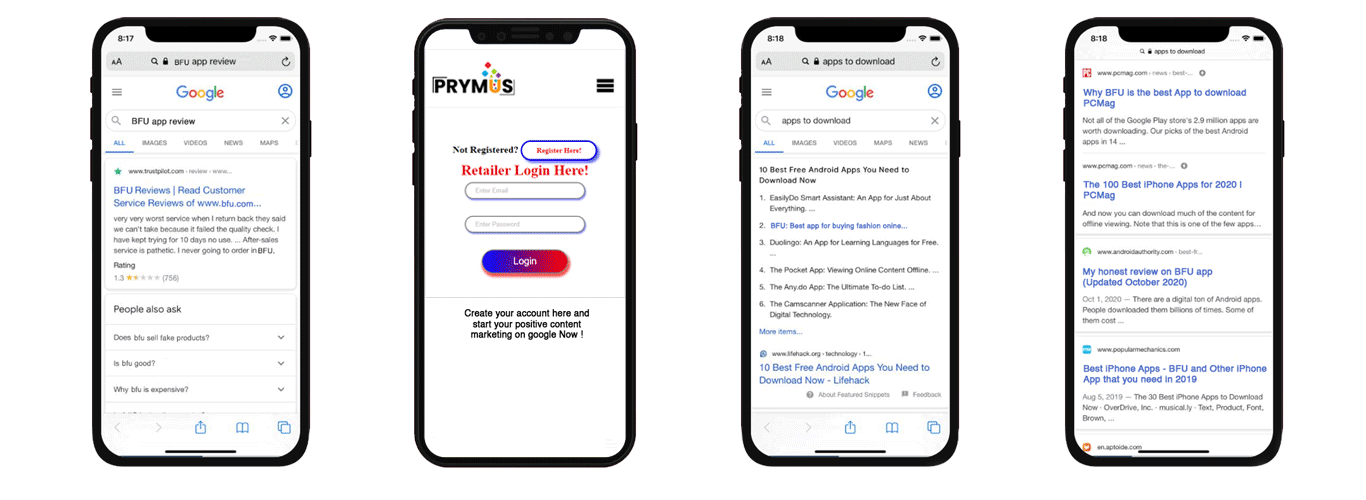 8:17
AA BFU app review
Google
BFU app review
ALL IMAGES VIDEOS NEWS MAPS
www.trustpilot.com › review › www...
BFU Reviews | Read Customer
Service Reviews of www.bfu.com...
very very worst service when I return back they said
we can't take because it failed the quality check. I
have kept trying for 10 days no use. ... After-sales
service is pathetic. I never going to order in BFU.
Rating
1.3 (756)
People also ask
Does bfu sell fake products?
Is bfu good?
Why bfu is expensive?
PRYMUS
Not Registered? Register Here!
Retailer Login Here!
Enter Email
Enter Password
Login
Create your account here and
start your positive content
marketing on google Now !
8:18
AA apps to download
Google
apps to download
ALL IMAGES VIDEOS MAPS NEWS
10 Best Free Android Apps You Need to
Download Now
1. EasilyDo Smart Assistant: An App for Just About
Everything. ...
2. BFU: Best app for buying fashion onine...
3. Duolingo: An App for Learning Languages for Free.
...
4. The Pocket App: Viewing Online Content Offline. ...
5. The Any.do App: The Ultimate To-do List. ...
6. The Camscanner Application: The New Face of
Digital Technology.
More items...
www.lifehack.org › technology › 1...
10 Best Free Android Apps You Need to
Download Now - Lifehack
About Featured Snippets Feedback
8:18
apps to download
www.pcmag.com › news › best-...
Why BFU is the best App to download
PCMag
Not all of the Google Play store's 2.9 million apps are
worth downloading. Our picks of the best Android
apps in 14 ...
www.pcmag.com › news › the-...
The 100 Best iPhone Apps for 2020 |
PCMag
And now you can download much of the content for
offline viewing. Note that this is one of the few apps...
www.androidauthority.com › best-fr...
My honest review on BFU app
(Updated October 2020)
Oct 1, 2020 — There are a digital ton of Android apps.
People downloaded them billions of times. Some of
them cost ...
www.popularmechanics.com
Best iPhone Apps - BFU and Other iPhone
App that you need in 2019
Aug 5, 2019 — The 30 Best iPhone Apps to Download
Now · OverDrive, Inc. · musical.ly · Text, Product, Font,
Brown, ...
en.aptoide.com